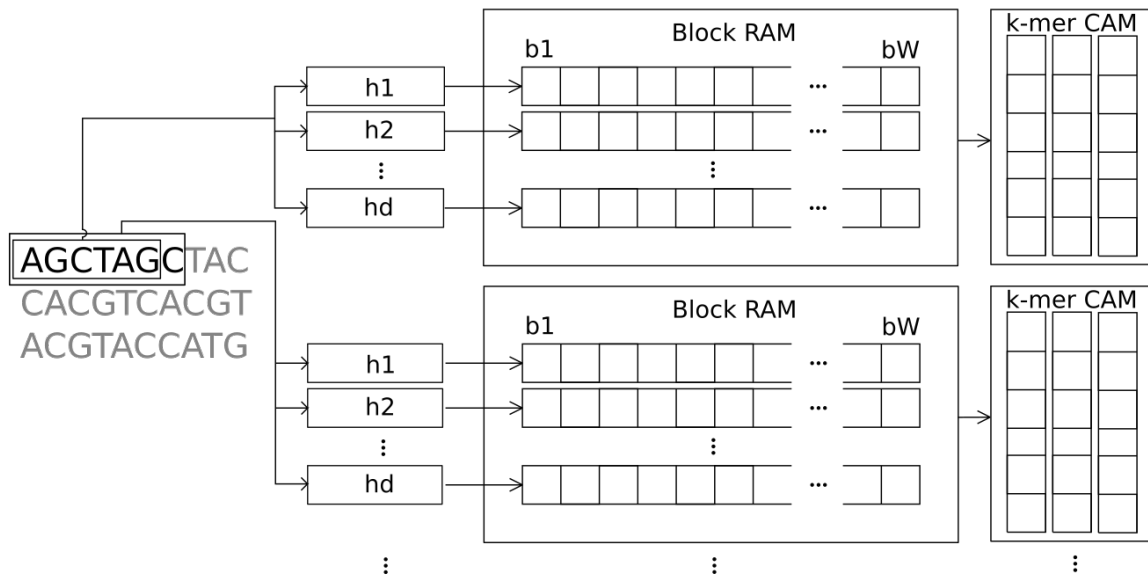 Block RAM
k-mer CAM
b1
bW
h1
...
h2
...
⋮
⋮
hd
...
AGCTAGCTAC
CACGTCACGT
ACGTACCATG
Block RAM
k-mer CAM
b1
bW
h1
...
h2
...
⋮
⋮
hd
...
⋮
⋮
⋮